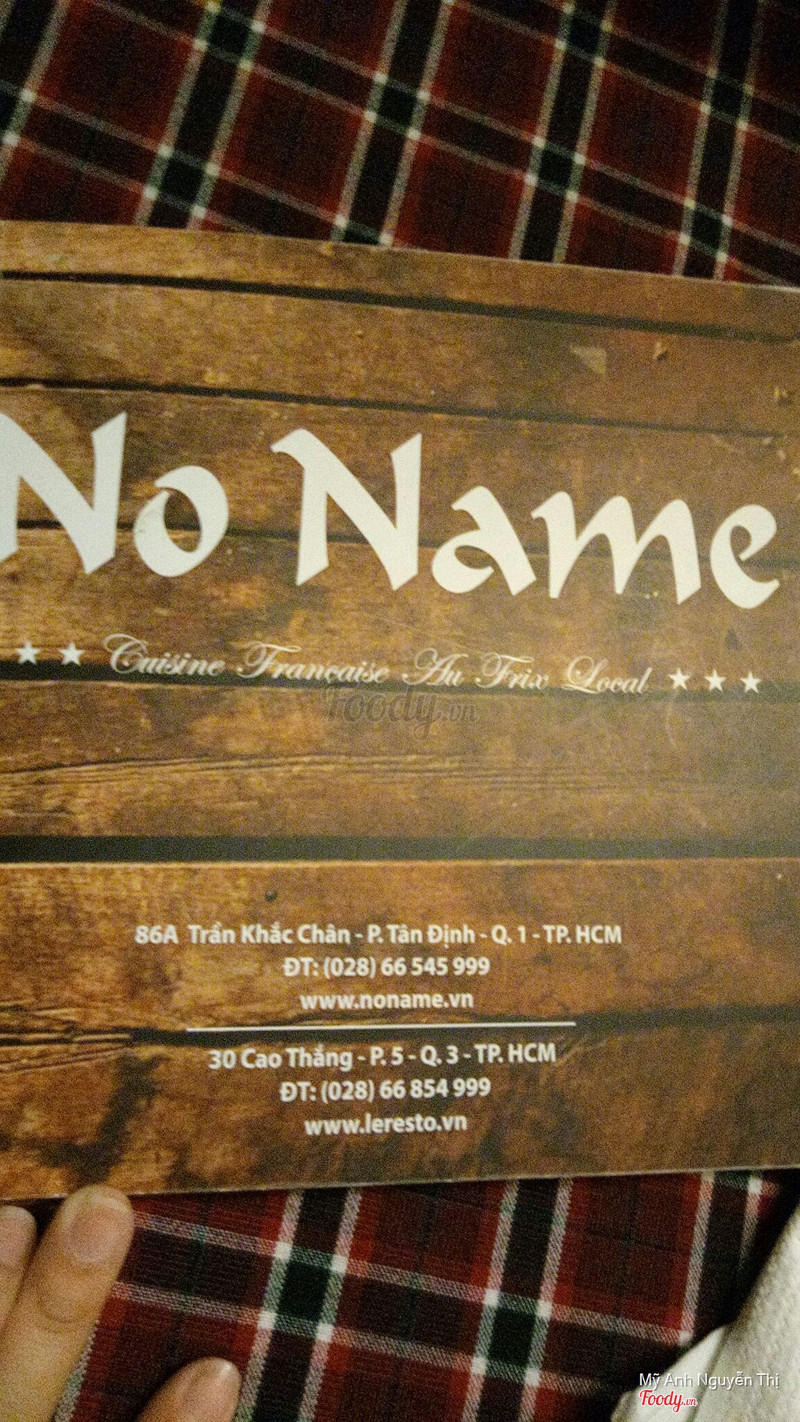 No Name
Cuisine Francaise Au Prix Local
Foody.vn
86A Trần Khắc Chân - P. Tân Định - Q. 1 - TP. HCM
ĐT: (028) 66 545 999
www.noname.vn
30 Cao Thắng - P. 5 - Q. 3 - TP. HCM
ĐT: (028) 66 854 999
www.leresto.vn
Mỹ Anh Nguyễn Thị
Foody.vn